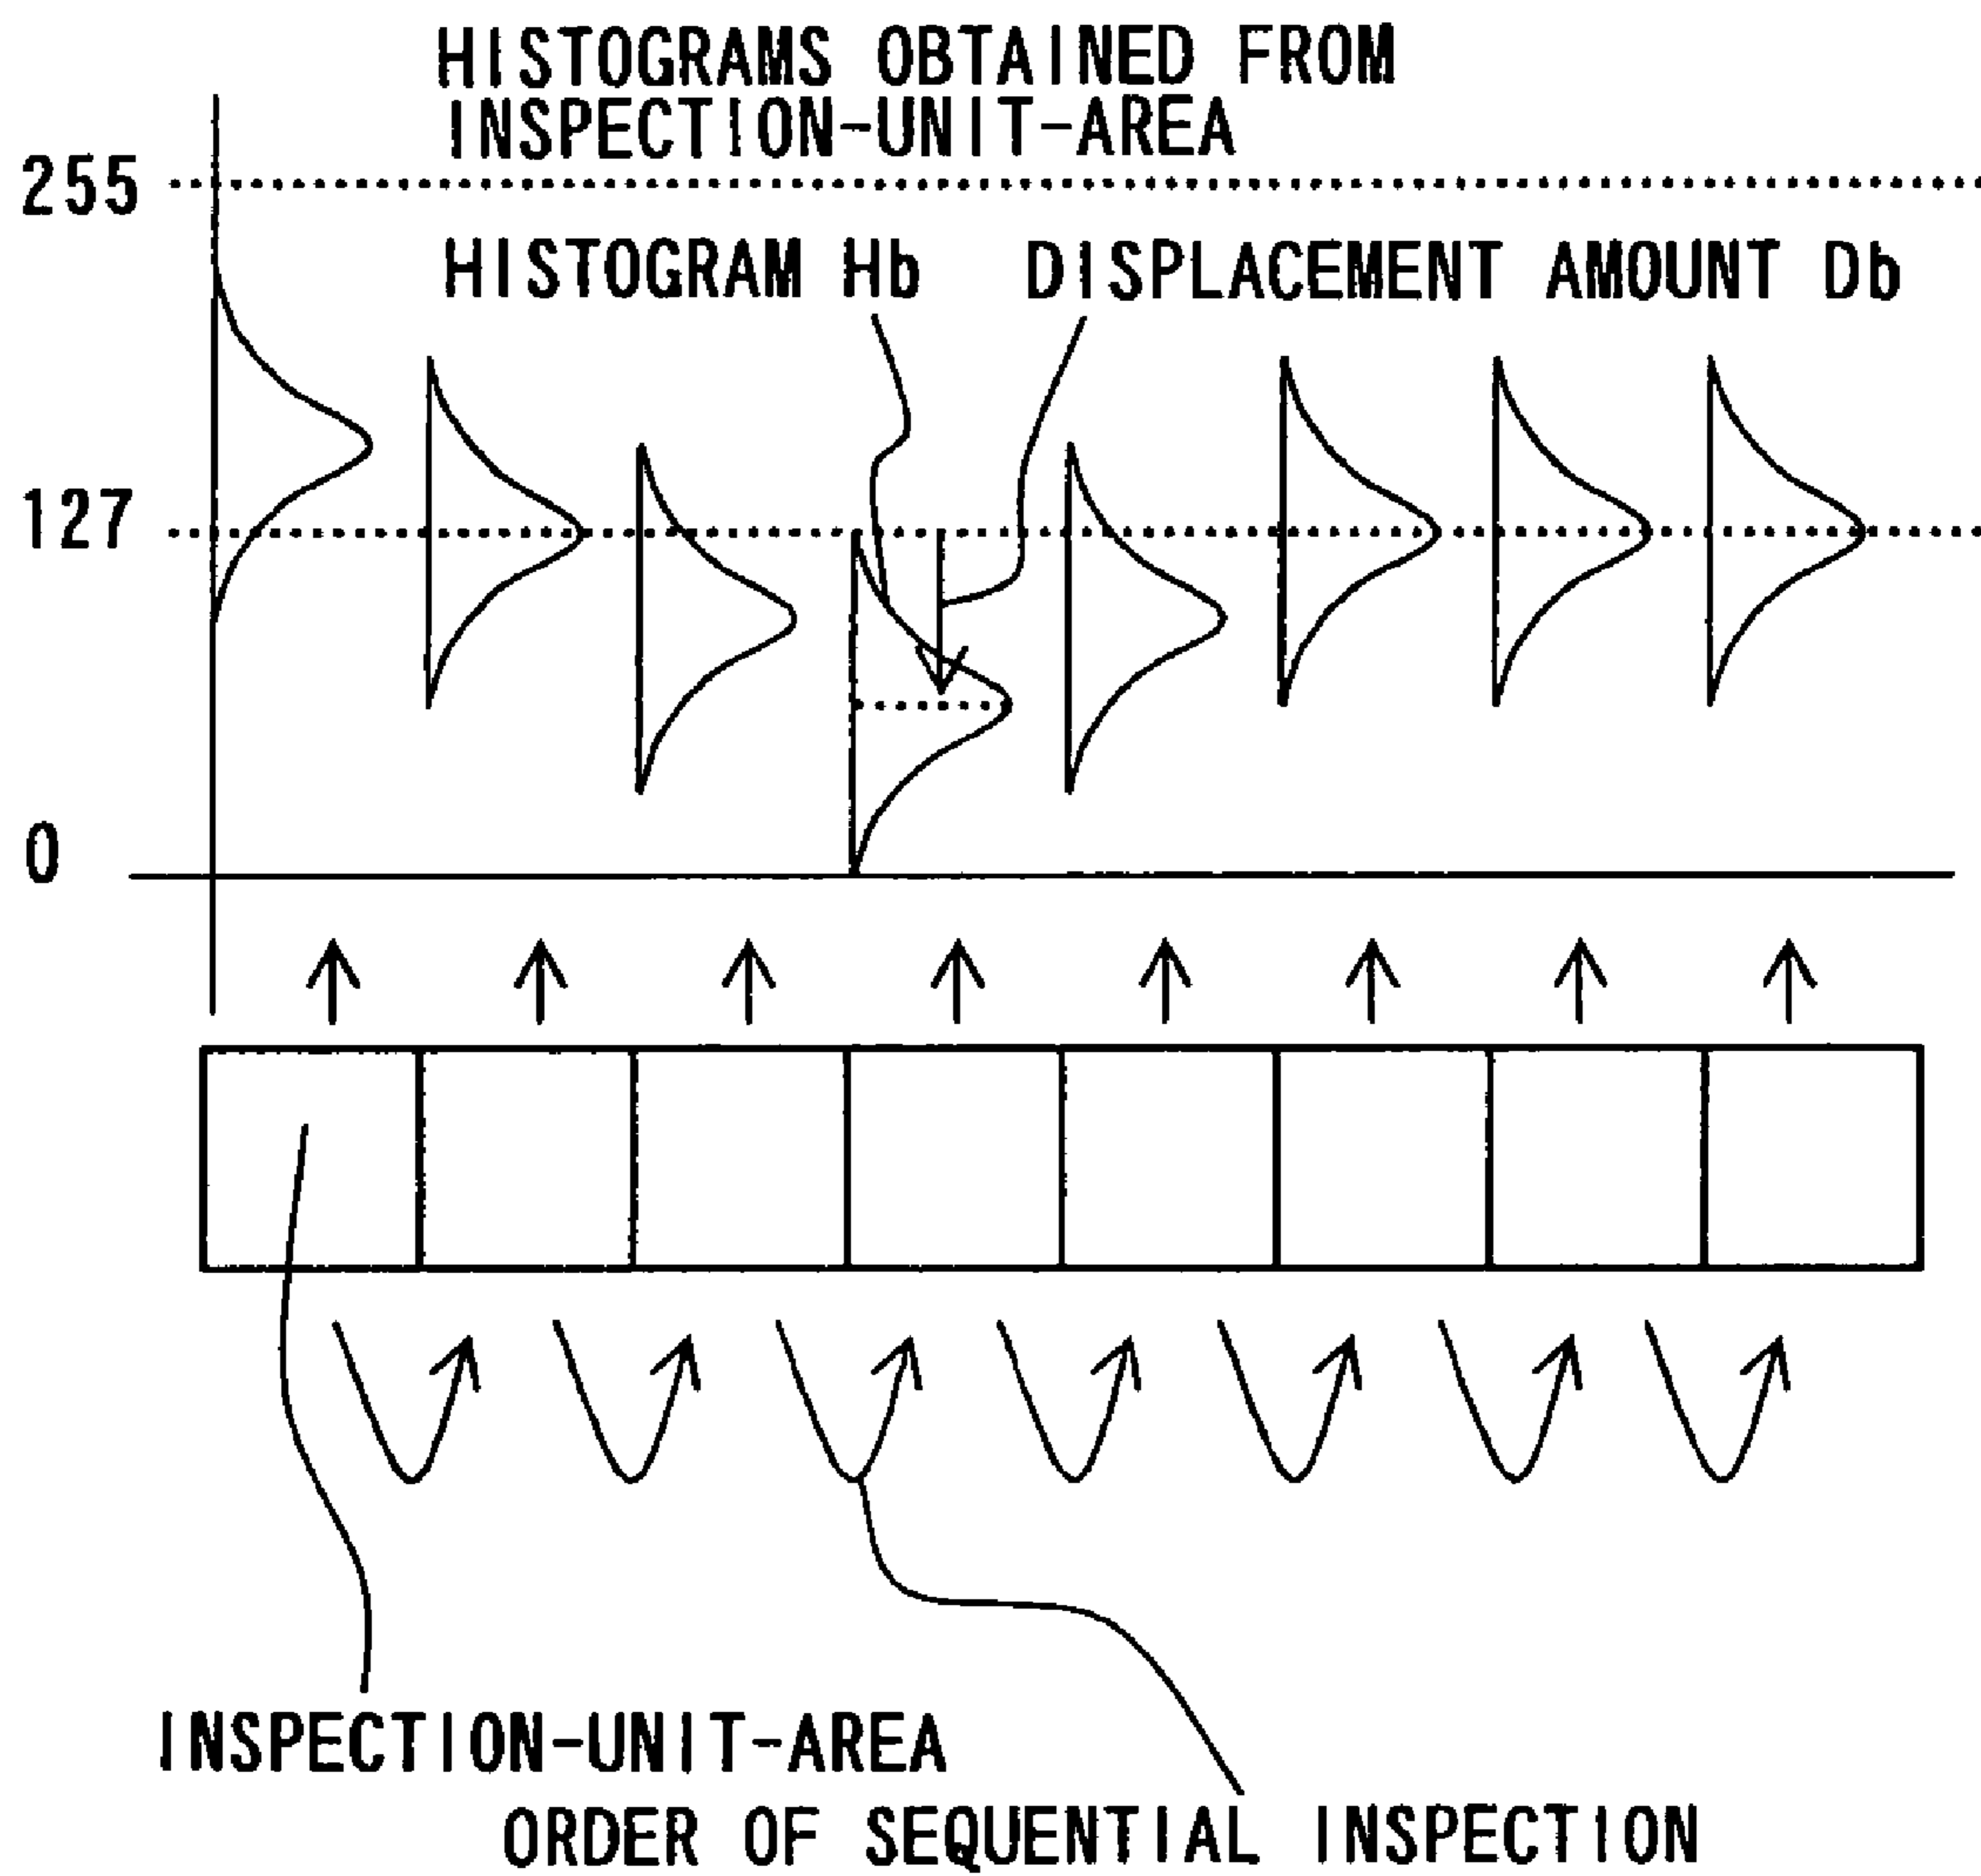 HISTOGRAMS OBTAINED FROM
INSPECTION-UNIT-AREA
255
HISTOGRAM Hb
DISPLACEMENT AMOUNT Db
127
0
INSPECTION-UNIT-AREA
ORDER OF SEQUENTIAL INSPECTION